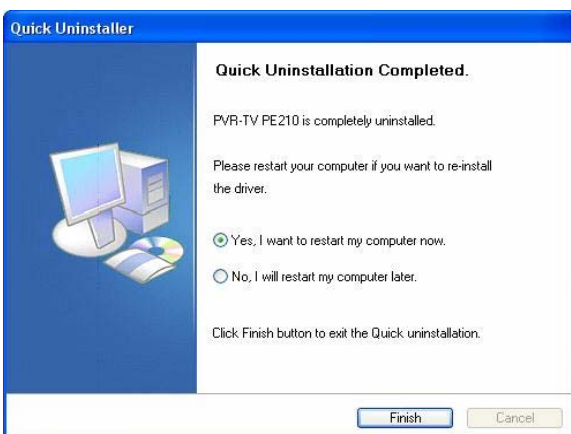 Quick Uninstaller
Quick Uninstallation Completed.
PVR-TV PE210 is completely uninstalled.
Please restart your computer if you want to re-install
the driver.
Yes, I want to restart my computer now.
No, I will restart my computer later.
Click Finish button to exit the Quick uninstallation.
Finish
Cancel